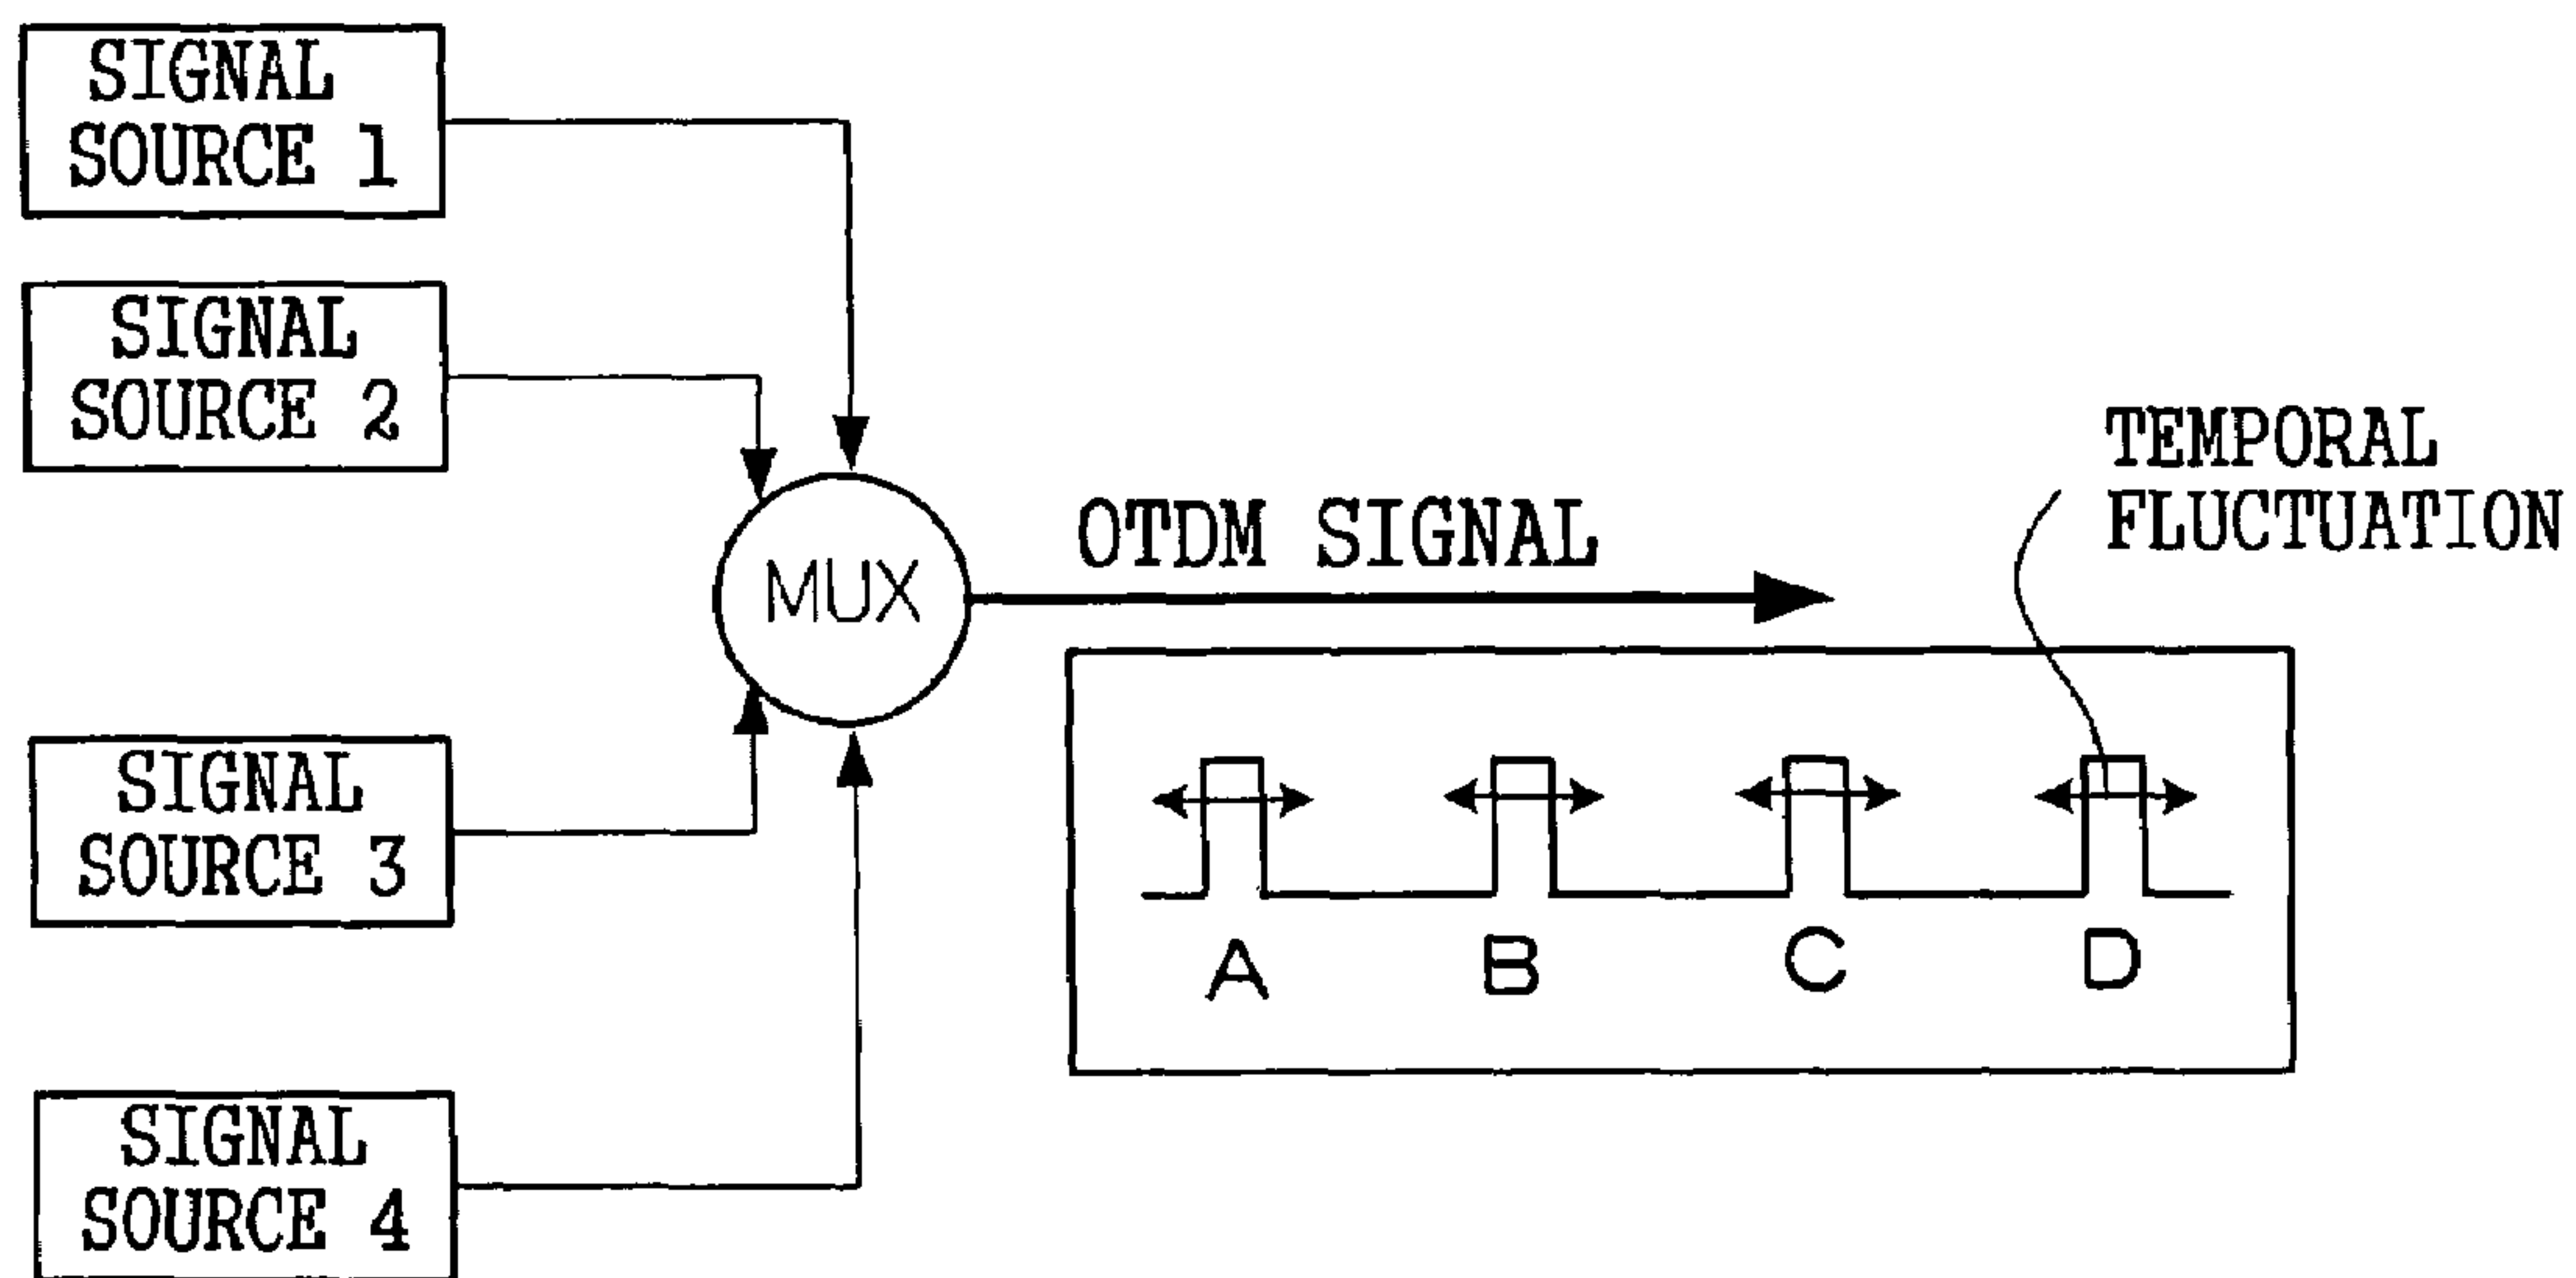 SIGNAL
SOURCE 1
SIGNAL
SOURCE 2
TEMPORAL
FLUCTUATION
OTDM SIGNAL
MUX
SIGNAL
SOURCE 3
A B C D
SIGNAL
SOURCE 4